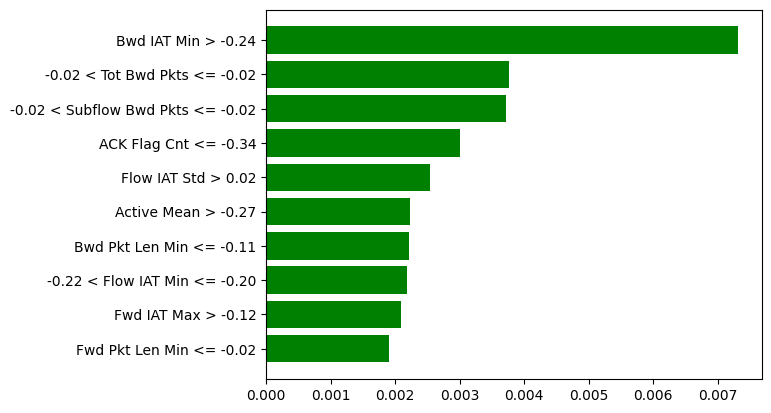 Bwd IAT Min > -0.24
-0.02 < Tot Bwd Pkts <= -0.02
-0.02 < Subflow Bwd Pkts <= -0.02
ACK Flag Cnt <= -0.34
Flow IAT Std > 0.02
Active Mean > -0.27
Bwd Pkt Len Min <= -0.11
-0.22 < Flow IAT Min <= -0.20
Fwd IAT Max > -0.12
Fwd Pkt Len Min <= -0.02
0.000 0.001 0.002 0.003 0.004 0.005 0.006 0.007